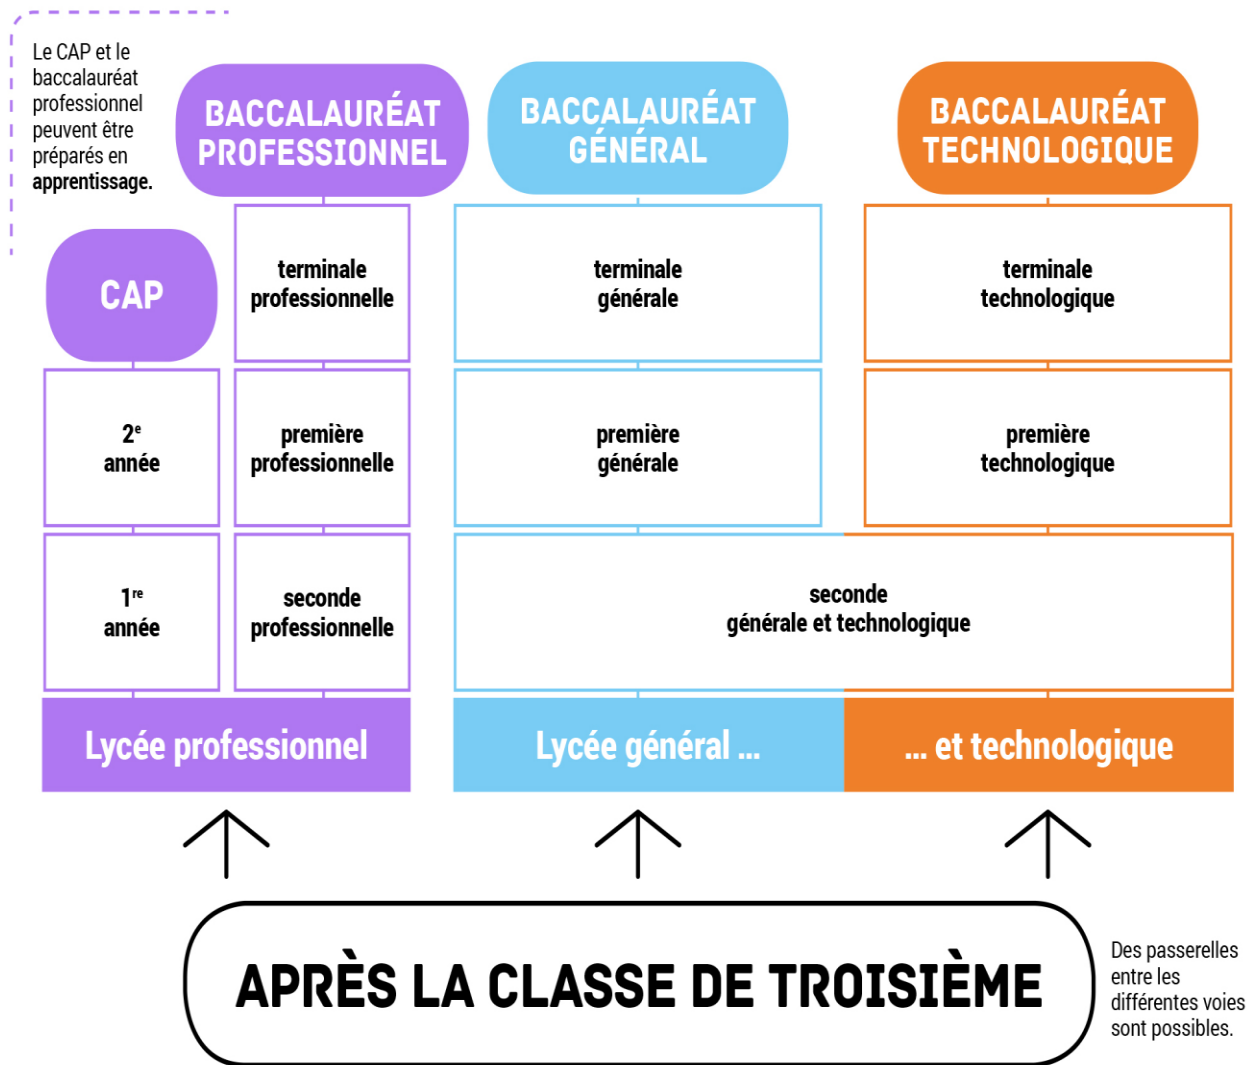 Le CAP et le
baccalauréat
professionnel
peuvent être
préparés en
apprentissage.
BACCALAURÉAT
PROFESSIONNEL
BACCALAURÉAT
GÉNÉRAL
BACCALAURÉAT
TECHNOLOGIQUE
CAP
terminale
professionnelle
terminale
générale
terminale
technologique
2e
année
première
professionnelle
première
générale
première
technologique
1re
année
seconde
professionnelle
seconde
générale et technologique
Lycée professionnel
Lycée général ...
... et technologique
APRÈS LA CLASSE DE TROISIÈME
Des passerelles
entre les
différentes voies
sont possibles.